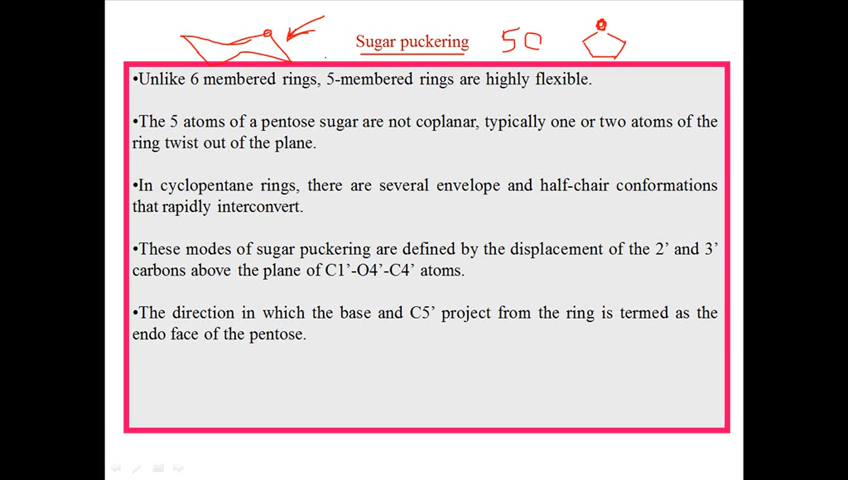 Sugar puckering 50
•Unlike 6 membered rings, 5-membered rings are highly flexible.
•The 5 atoms of a pentose sugar are not coplanar, typically one or two atoms of the
ring twist out of the plane.
•In cyclopentane rings, there are several envelope and half-chair conformations
that rapidly interconvert.
•These modes of sugar puckering are defined by the displacement of the 2’ and 3’
carbons above the plane of C1’-O4’-C4’ atoms.
•The direction in which the base and C5’ project from the ring is termed as the
endo face of the pentose.